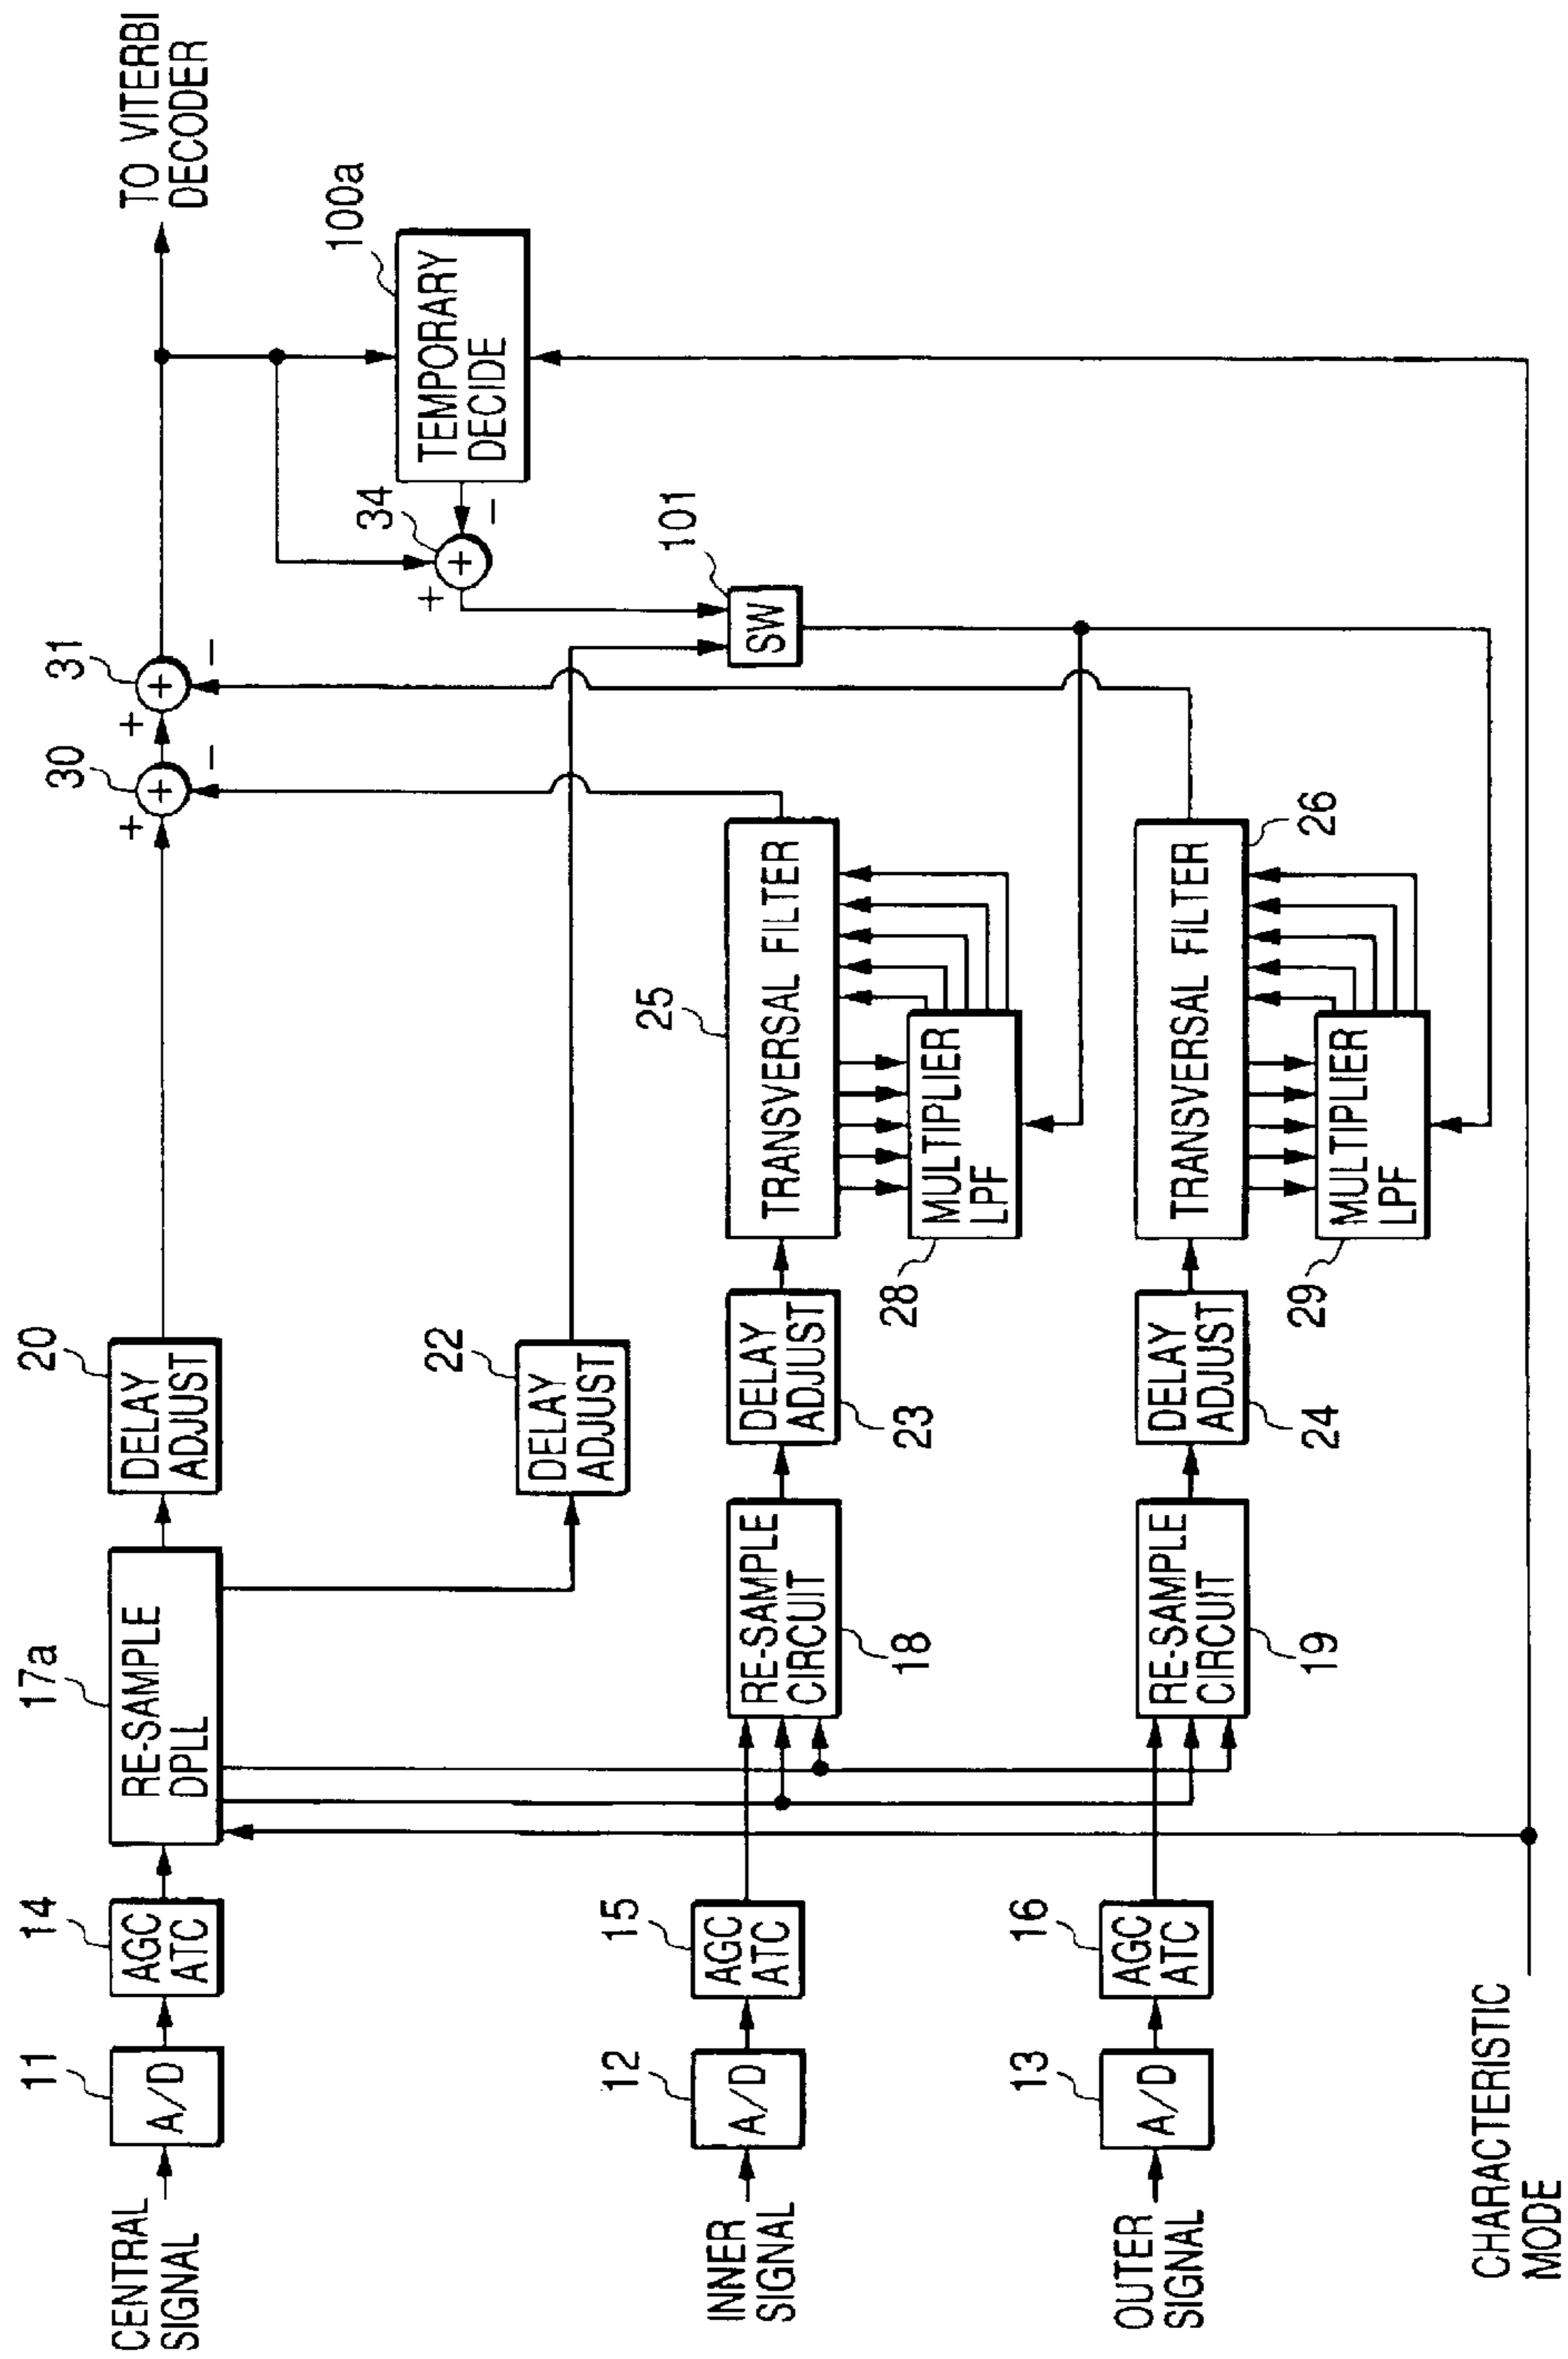 CENTRAL
SIGNAL
11
A/D
14
AGC
ATC
17a
RE-SAMPLE
DPLL
20
DELAY
ADJUST
30
+
+
−
31
+
+
−
TO VITERBI
DECODER
100a
TEMPORARY
DECIDE
34
+
+
−
101
SW
22
DELAY
ADJUST
INNER
SIGNAL
12
A/D
15
AGC
ATC
RE-SAMPLE
CIRCUIT
18
DELAY
ADJUST
23
25
TRANSVERSAL FILTER
MULTIPLIER
LPF
28
OUTER
SIGNAL
13
A/D
16
AGC
ATC
RE-SAMPLE
CIRCUIT
19
DELAY
ADJUST
24
TRANSVERSAL FILTER
26
MULTIPLIER
LPF
29
CHARACTERISTIC
MODE